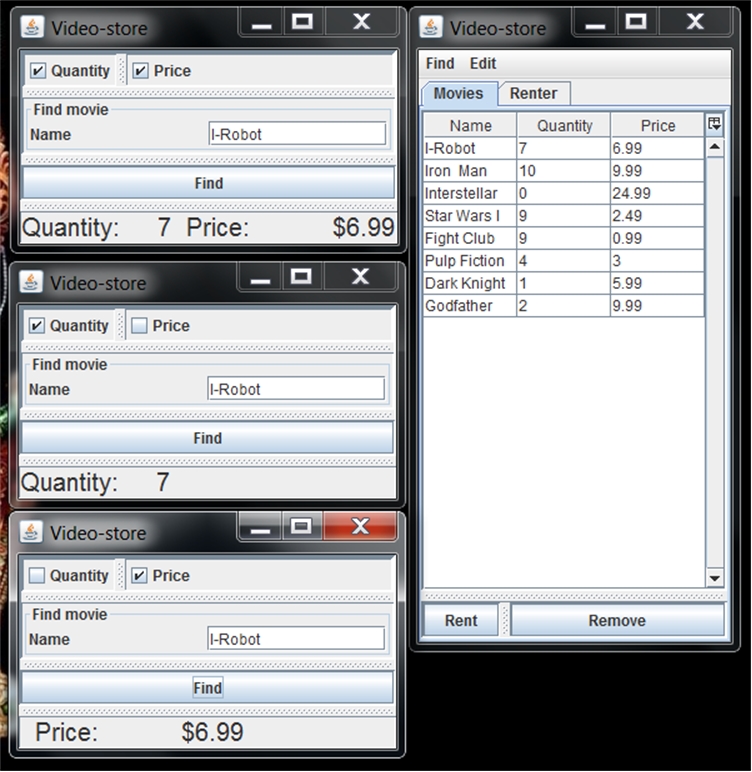 Video-store
Quantity Price
Find movie
Name I-Robot
Find
Quantity: 7 Price: $6.99
Video-store
Quantity Price
Find movie
Name I-Robot
Find
Quantity: 7
Video-store
Quantity Price
Find movie
Name I-Robot
Find
Price: $6.99
Video-store
Find Edit
Movies Renter
Name Quantity Price
I-Robot 7 6.99
Iron Man 10 9.99
Interstellar 0 24.99
Star Wars I 9 2.49
Fight Club 9 0.99
Pulp Fiction 4 3
Dark Knight 1 5.99
Godfather 2 9.99
Rent Remove